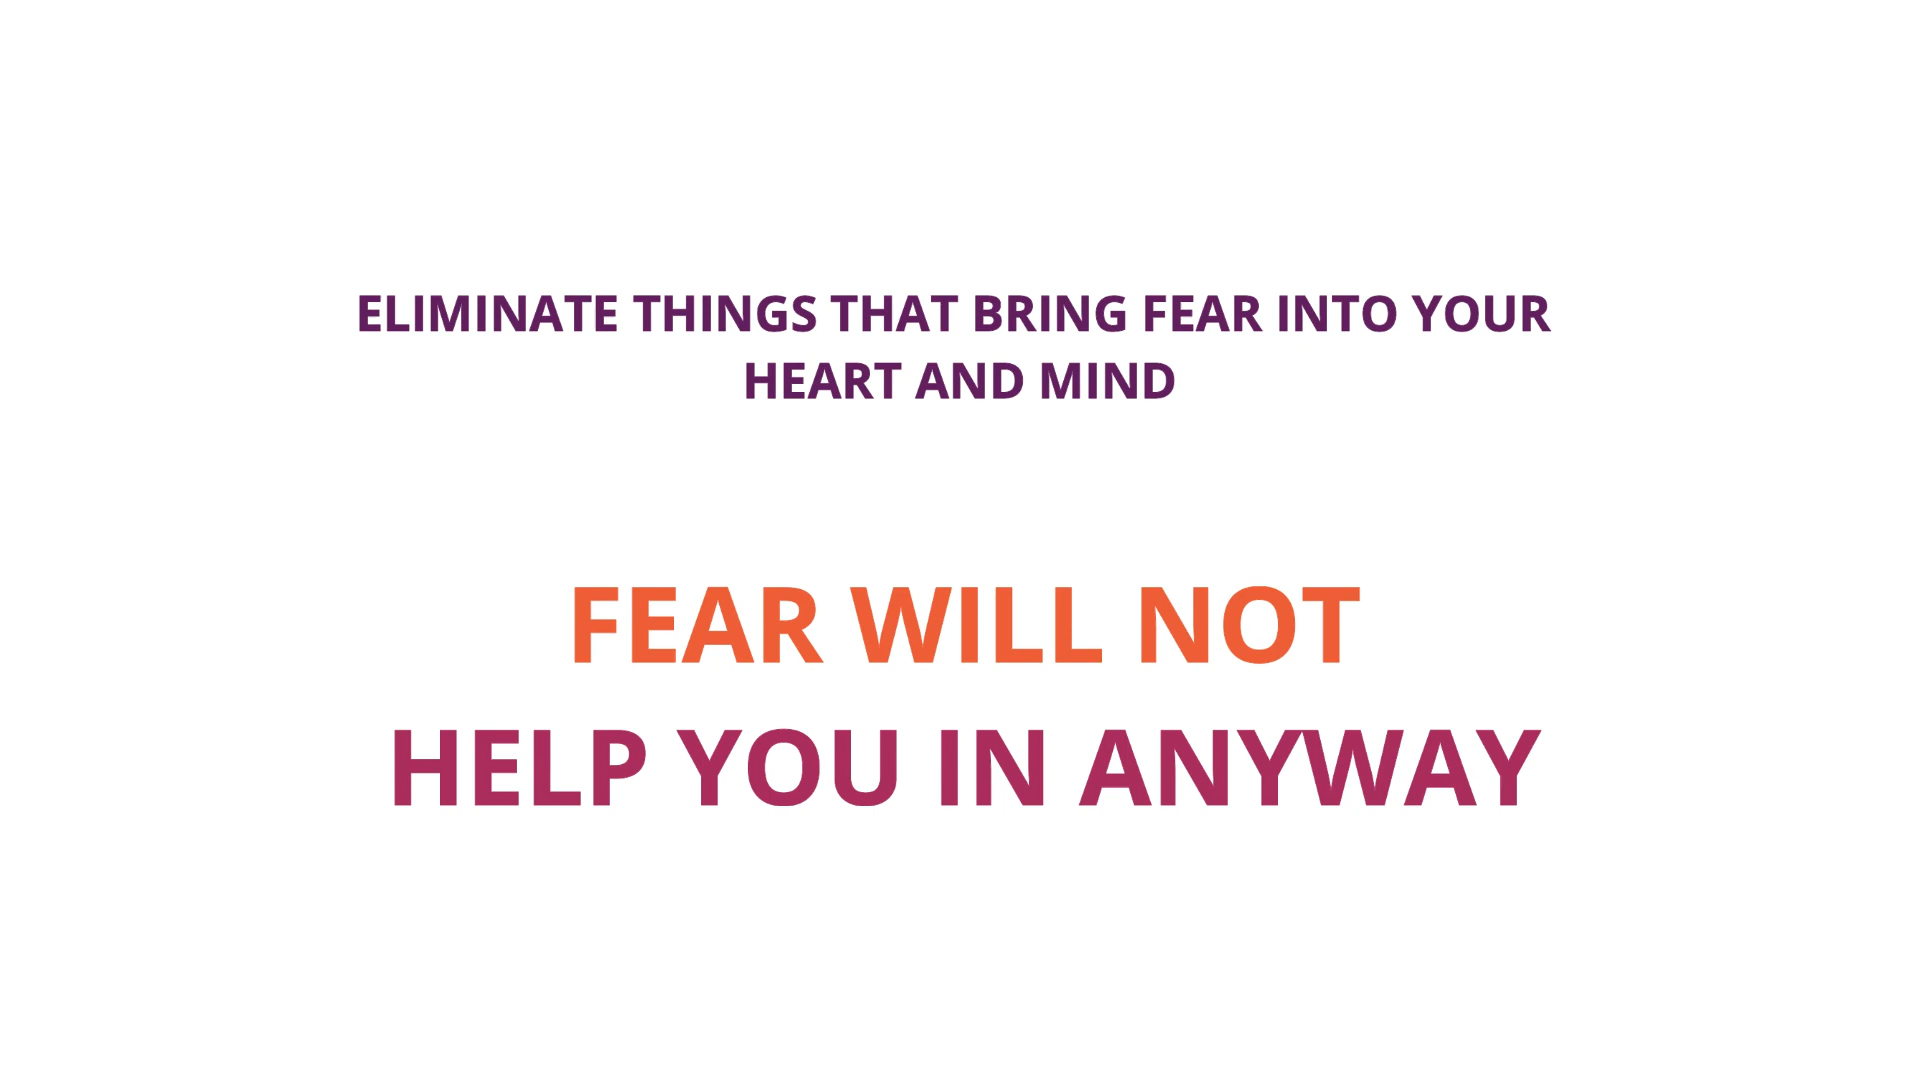 ELIMINATE THINGS THAT BRING FEAR INTO YOUR
HEART AND MIND
FEAR WILL NOT
HELP YOU IN ANYWAY